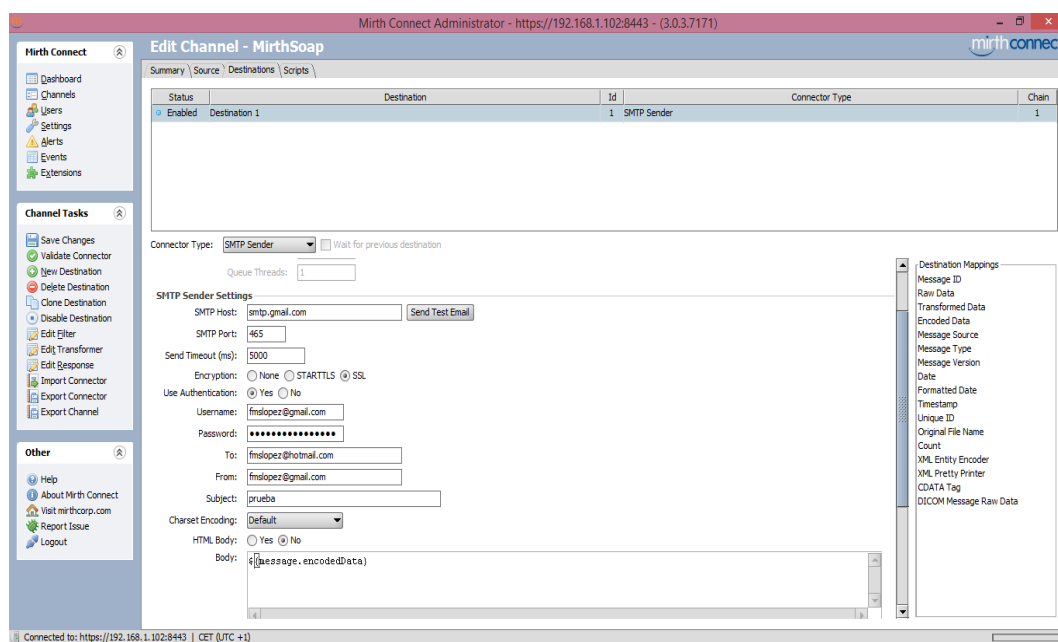 Mirth Connect Administrator - https://192.168.1.102:8443 - (3.0.3.7171)
Mirth Connect
Dashboard
Channels
Users
Settings
Alerts
Events
Extensions
Channel Tasks
Save Changes
Validate Connector
New Destination
Delete Destination
Clone Destination
Disable Destination
Edit Filter
Edit Transformer
Edit Response
Import Connector
Export Connector
Export Channel
Other
Help
About Mirth Connect
Visit mirthcorp.com
Report Issue
Logout
Edit Channel - MirthSoap
mirthconnec
Summary Source Destinations Scripts
Status Destination Id Connector Type Chain
Enabled Destination 1 1 SMTP Sender 1
Connector Type: SMTP Sender Wait for previous destination
Queue Threads: 1
SMTP Sender Settings
SMTP Host: smtp.gmail.com Send Test Email
SMTP Port: 465
Send Timeout (ms): 5000
Encryption: None STARTTLS SSL
Use Authentication: Yes No
Username: fmslopez@gmail.com
Password: ••••••••••••••••
To: fmslopez@hotmail.com
From: fmslopez@gmail.com
Subject: prueba
Charset Encoding: Default
HTML Body: Yes No
Body: ${message.encodedData}
Destination Mappings
Message ID
Raw Data
Transformed Data
Encoded Data
Message Source
Message Type
Message Version
Date
Formatted Date
Timestamp
Unique ID
Original File Name
Count
XML Entity Encoder
XML Pretty Printer
CDATA Tag
DICOM Message Raw Data
Connected to: https://192.168.1.102:8443 | CET (UTC +1)